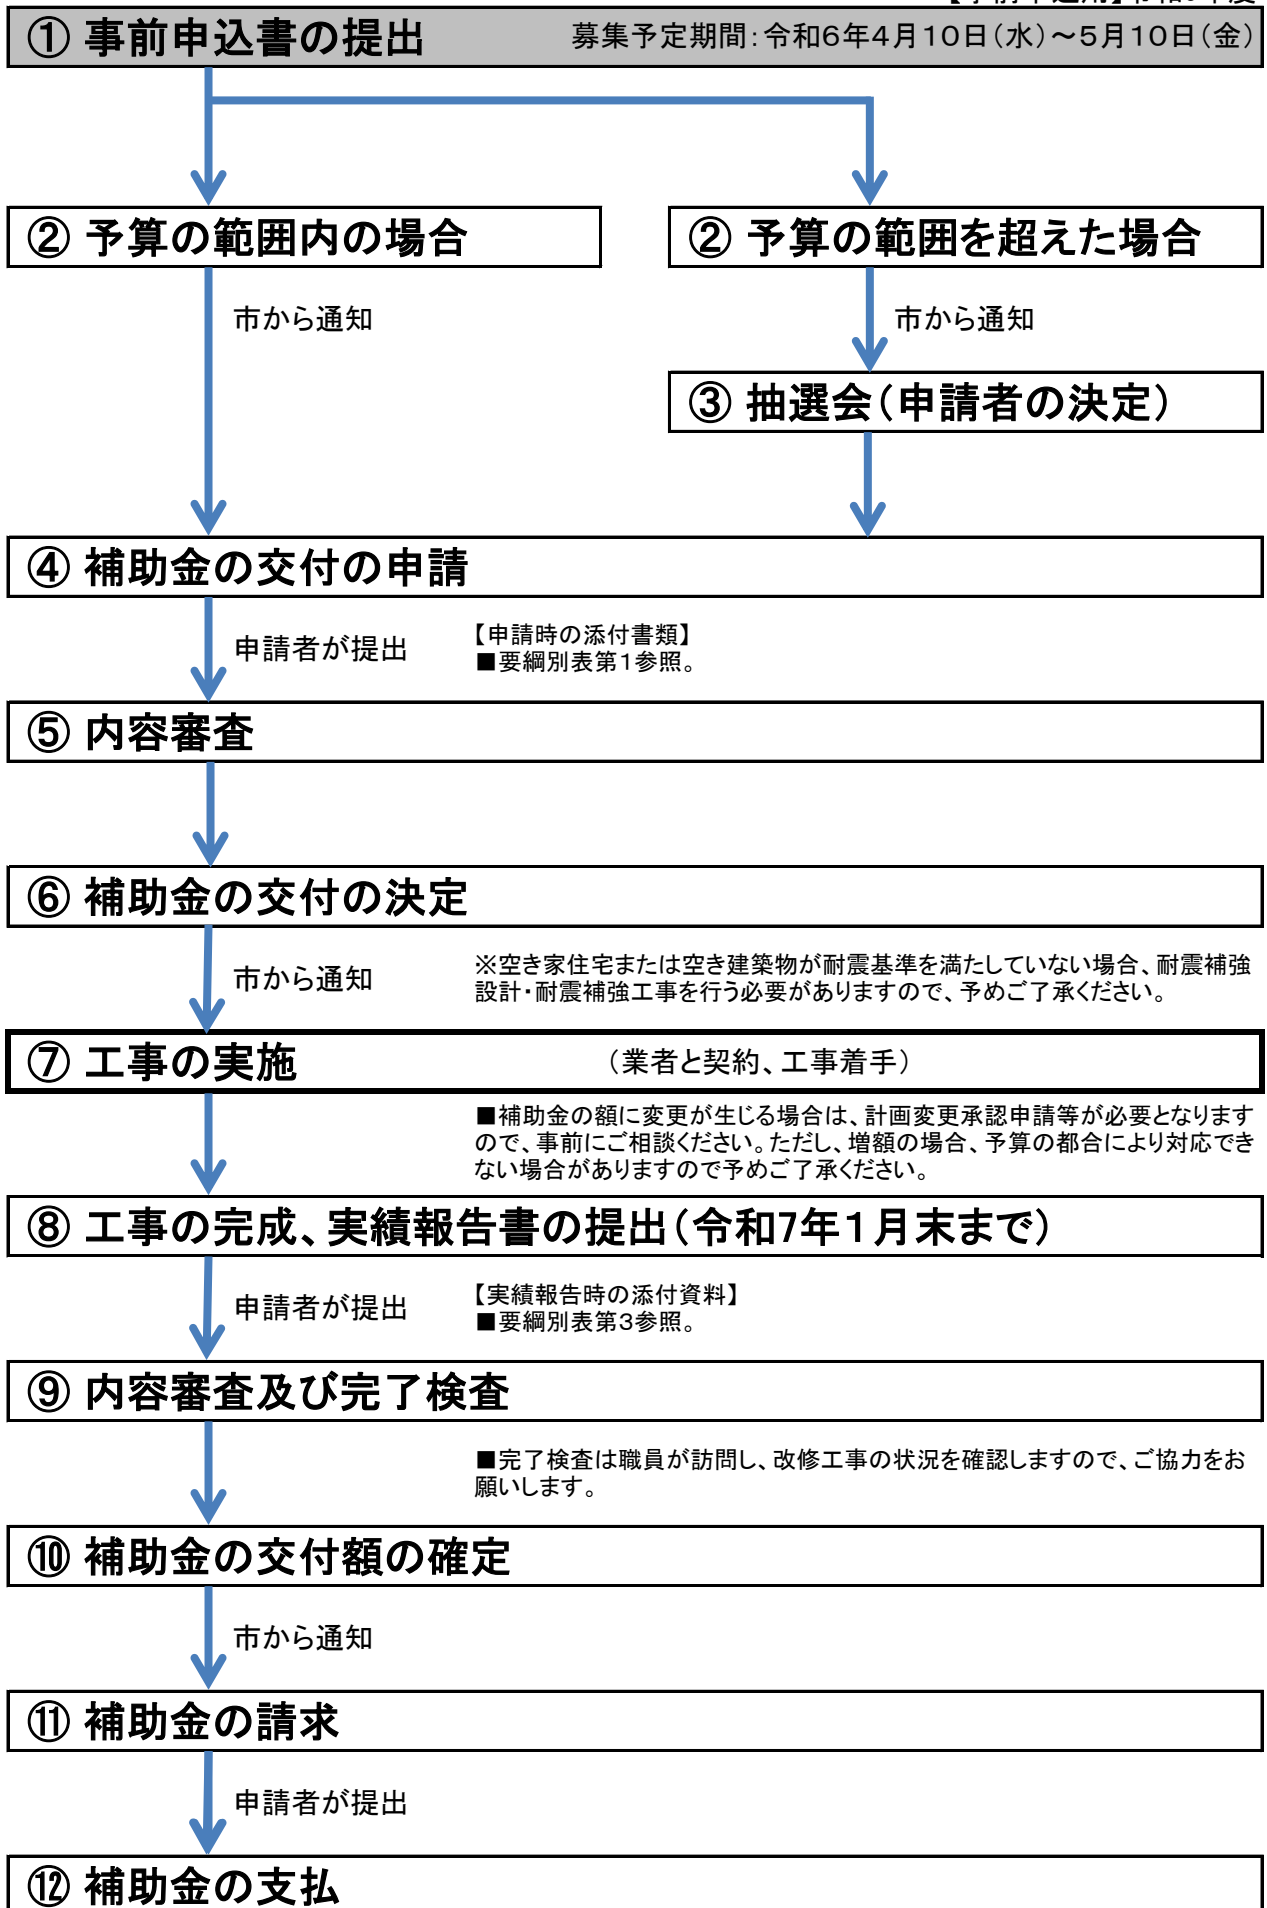 ① 事前申込書の提出　募集予定期間：令和6年4月10日（水）～5月10日（金）
② 予算の範囲内の場合　② 予算の範囲を超えた場合
市から通知　市から通知
③ 抽選会（申請者の決定）
④ 補助金の交付の申請
申請者が提出
【申請時の添付書類】
■要綱別表第1参照。
⑤ 内容審査
⑥ 補助金の交付の決定
市から通知
※空き家住宅または空き建築物が耐震基準を満たしていない場合、耐震補強
設計・耐震補強工事を行う必要がありますので、予めご了承ください。
⑦ 工事の実施　（業者と契約、工事着手）
■補助金の額に変更が生じる場合は、計画変更承認申請等が必要となります
ので、事前にご相談ください。ただし、増額の場合、予算の都合により対応でき
ない場合がありますので予めご了承ください。
⑧ 工事の完成、実績報告書の提出（令和7年1月末まで）
申請者が提出
【実績報告時の添付資料】
■要綱別表第3参照。
⑨ 内容審査及び完了検査
■完了検査は職員が訪問し、改修工事の状況を確認しますので、ご協力をお
願いします。
⑩ 補助金の交付額の確定
市から通知
⑪ 補助金の請求
申請者が提出
⑫ 補助金の支払